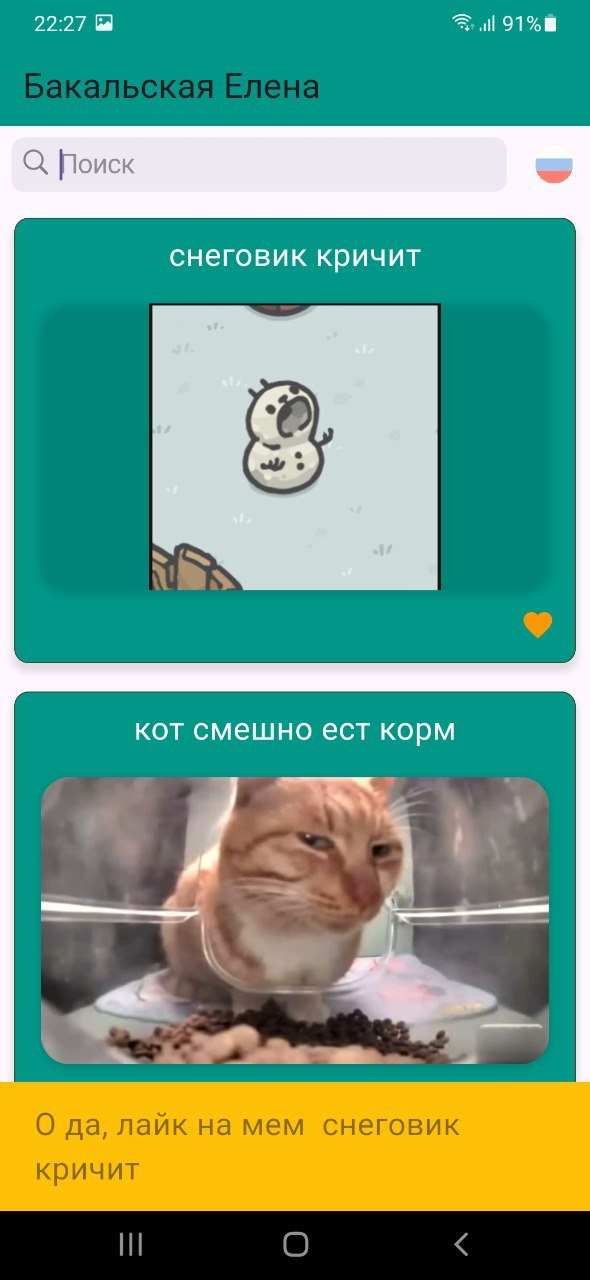 22:27
91%
Бакальская Елена
Поиск
снеговик кричит
кот смешно ест корм
О да, лайк на мем  снеговик
кричит